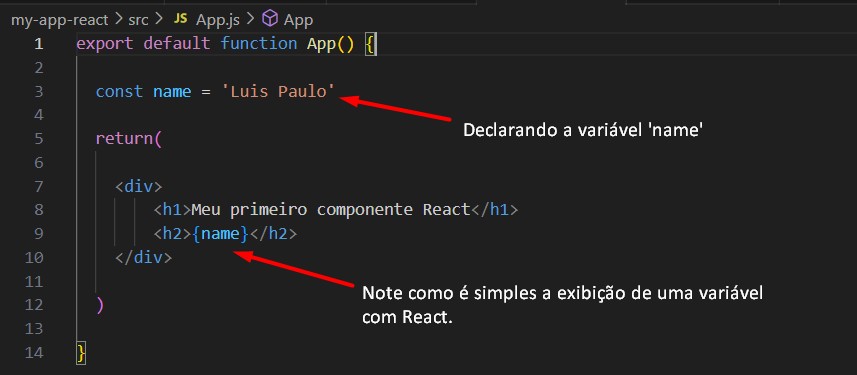 my-app-react > src > JS App.js > App
1 export default function App() {
2
3 const name = 'Luis Paulo'
4
Declarando a variável 'name'
5 return(
6
7 <div>
8 <h1>Meu primeiro componente React</h1>
9 <h2>{name}</h2>
10 </div>
11
Note como é simples a exibição de uma variável
com React.
12 )
13
14 }